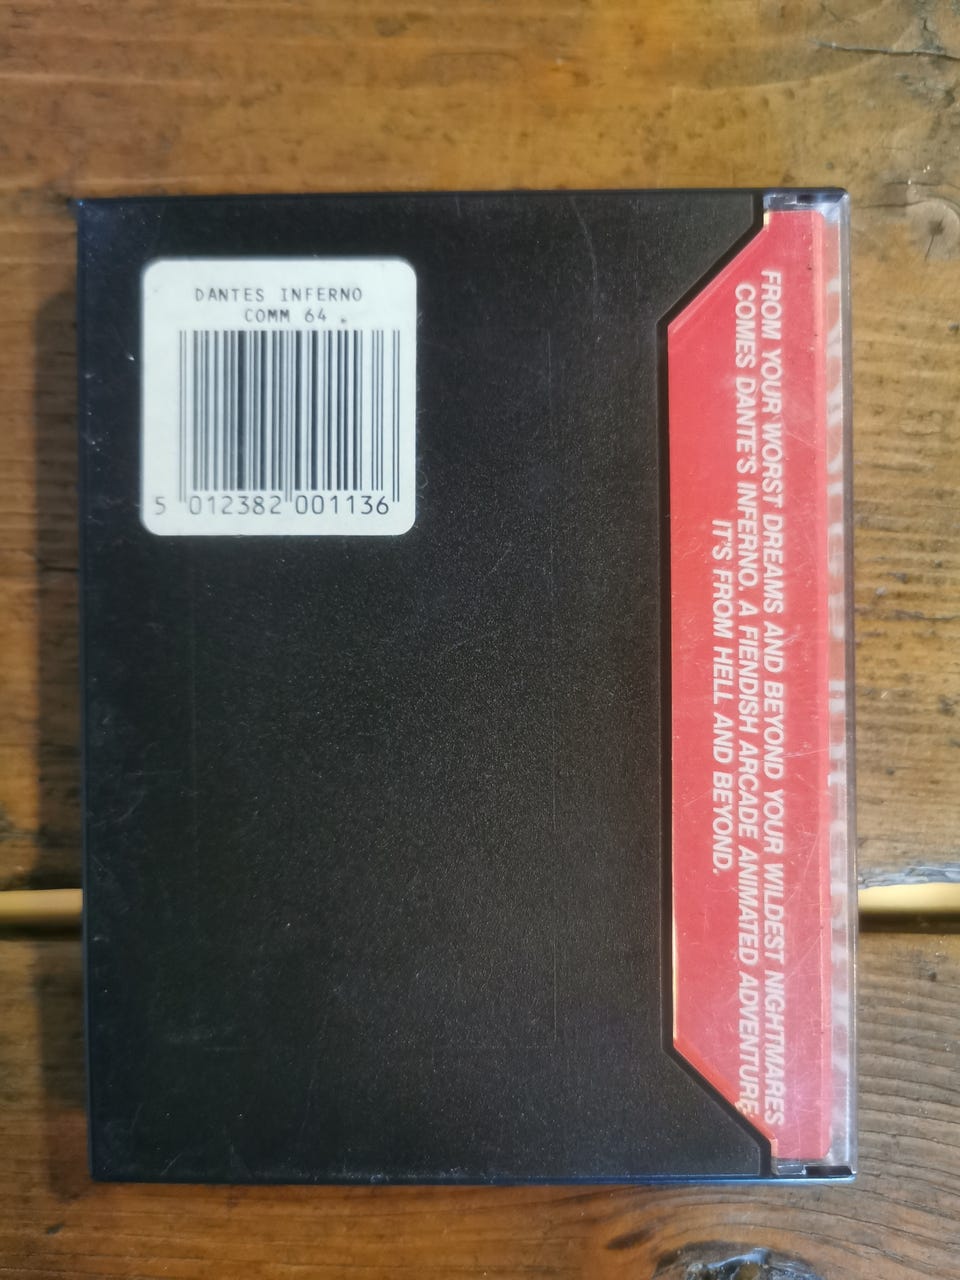 DANTES INFERNO
COMM 64
5 012382 001136
FROM YOUR WORST DREAMS AND BEYOND YOUR WILDEST NIGHTMARES
COMES DANTE'S INFERNO. A FIENDISH ARCADE ANIMATED ADVENTURE
IT'S FROM HELL AND BEYOND.